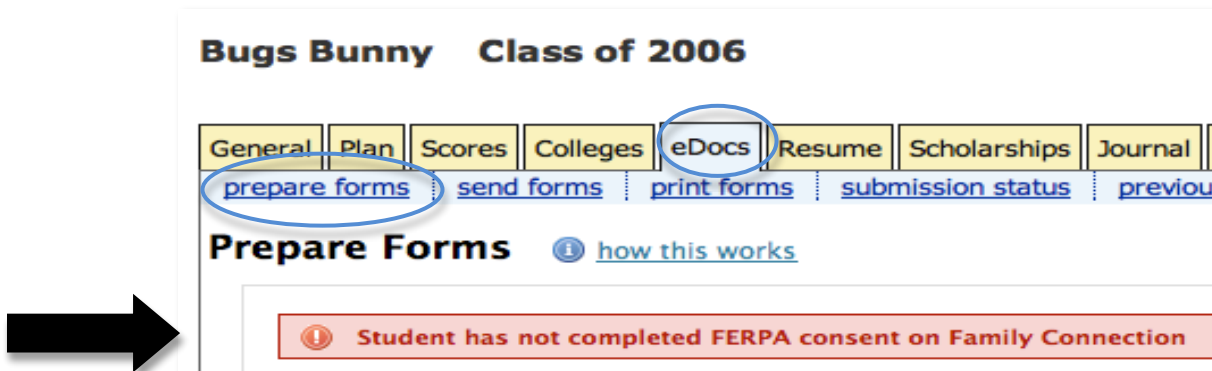 Bugs Bunny Class of 2006
General Plan Scores Colleges eDocs Resume Scholarships Journal
prepare forms send forms print forms submission status previou
Prepare Forms how this works
Student has not completed FERPA consent on Family Connection